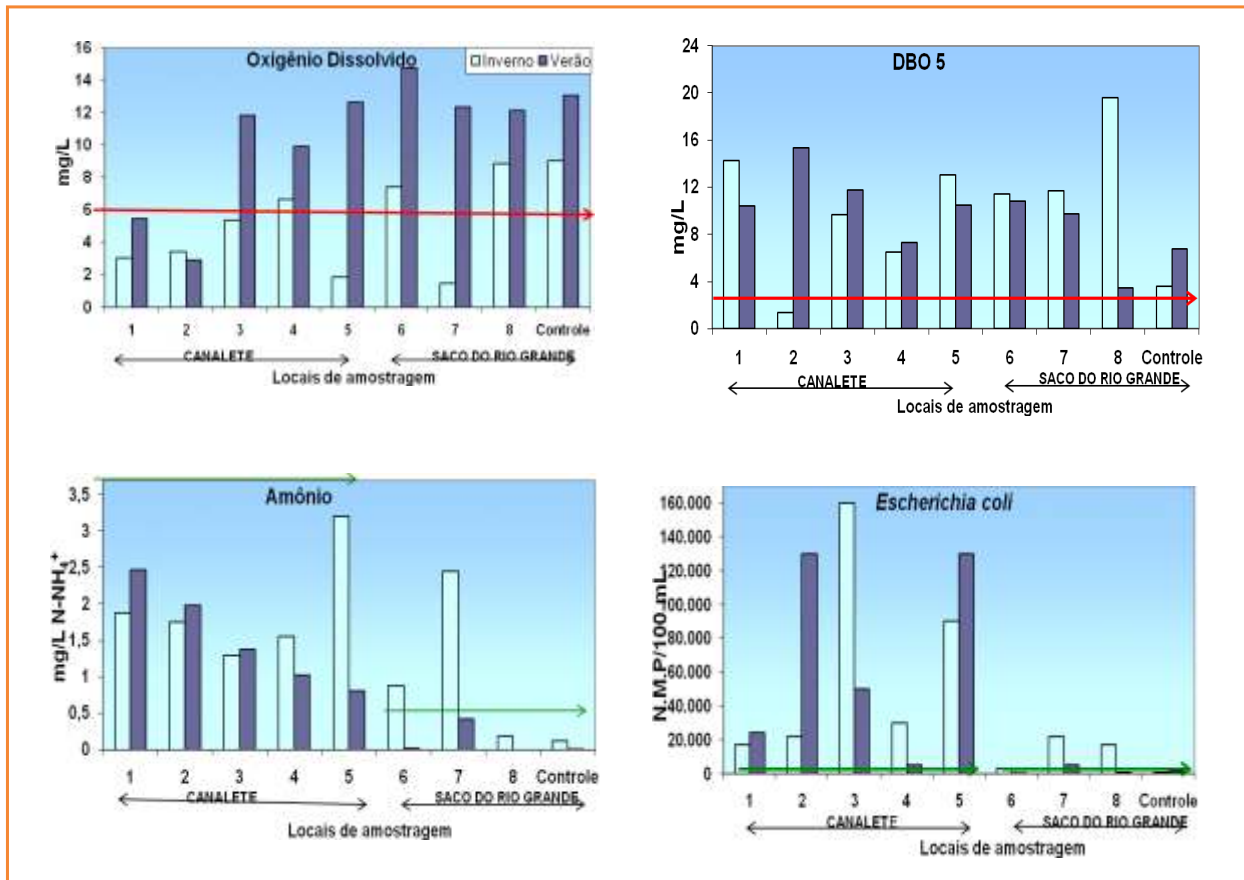 Oxigênio Dissolvido
Inverno Verão
mg/L
16
14
12
10
8
6
4
2
0
1 2 3 4 5 6 7 8 Controle
CANALETE SACO DO RIO GRANDE
Locais de amostragem
DBO 5
mg/L
24
20
16
12
8
4
0
1 2 3 4 5 6 7 8 Controle
CANALETE SACO DO RIO GRANDE
Locais de amostragem
Amônio
mg/L N-NH4+
3,5
3
2,5
2
1,5
1
0,5
0
1 2 3 4 5 6 7 8 Controle
CANALETE SACO DO RIO GRANDE
Locais de amostragem
Escherichia coli
N.M.P/100 mL
160.000
140.000
120.000
100.000
80.000
60.000
40.000
20.000
0
1 2 3 4 5 6 7 8 Controle
CANALETE SACO DO RIO GRANDE
Locais de amostragem